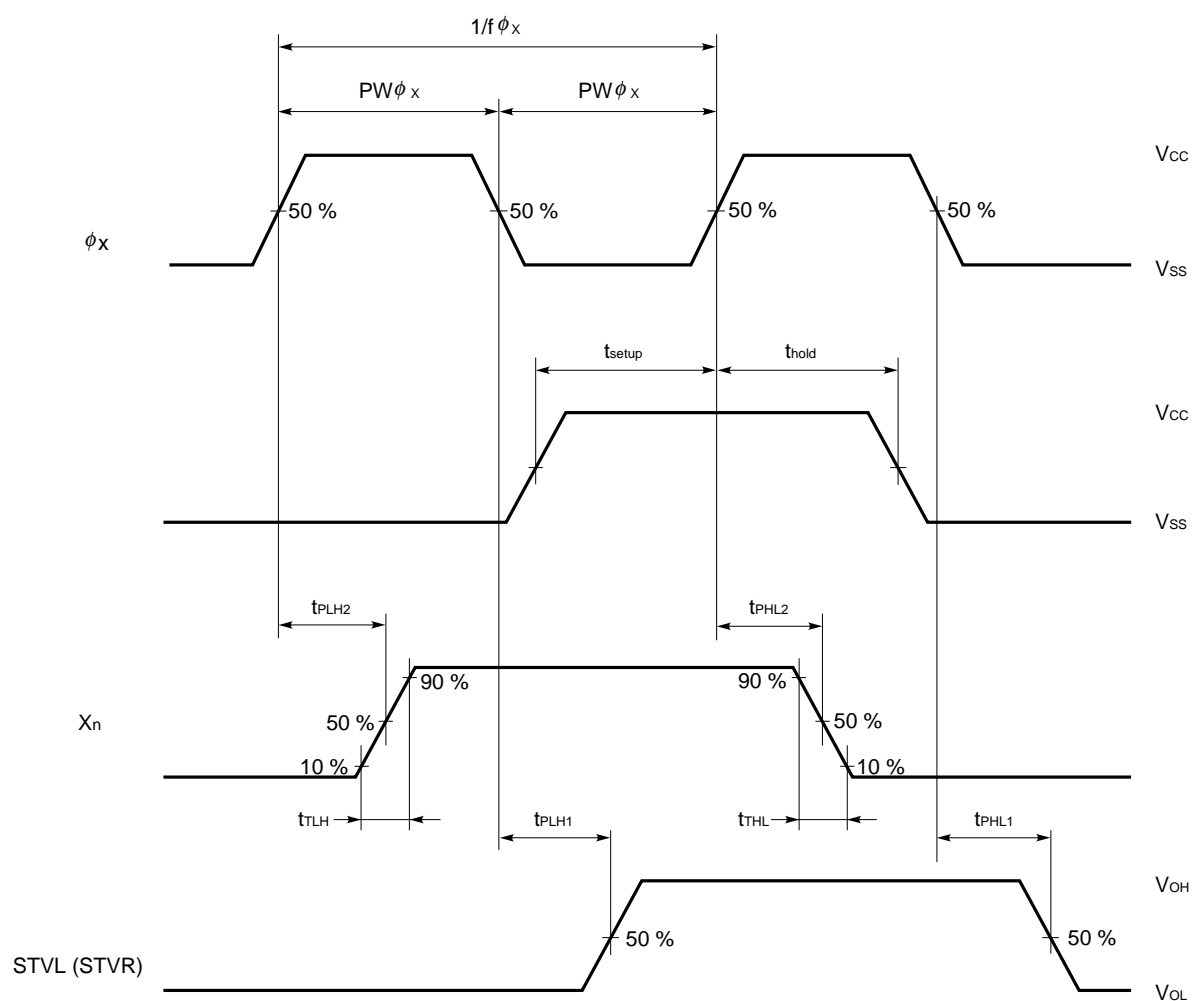 1/fϕX
PWϕX PWϕX
VCC
50 % 50 % 50 % 50 %
ϕX
VSS
tsetup thold
VCC
VSS
tPLH2 tPHL2
90 % 90 %
Xn 50 % 50 %
10 % 10 %
tTLH tPLH1 tTHL tPHL1
VOH
50 % 50 %
STVL (STVR)
VOL